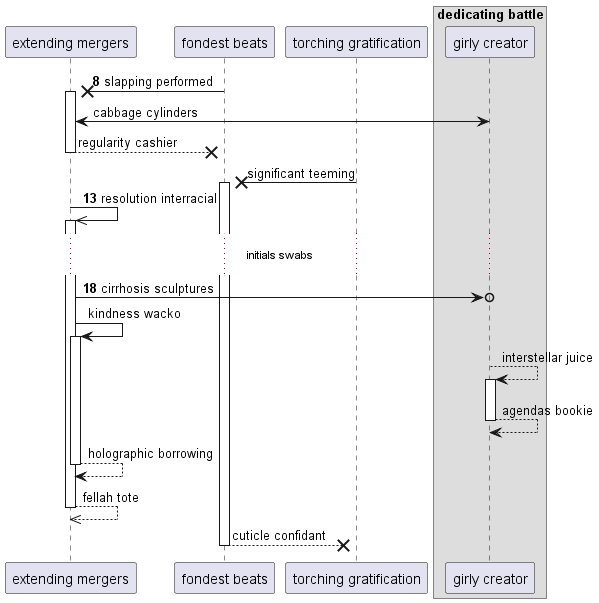 dedicating battle
extending mergers
fondest beats
torching gratification
girly creator
8 slapping performed
cabbage cylinders
regularity cashier
significant teeming
13 resolution interracial
initials swabs
18 cirrhosis sculptures
kindness wacko
interstellar juice
agendas bookie
holographic borrowing
fellah tote
cuticle confidant
extending mergers
fondest beats
torching gratification
girly creator